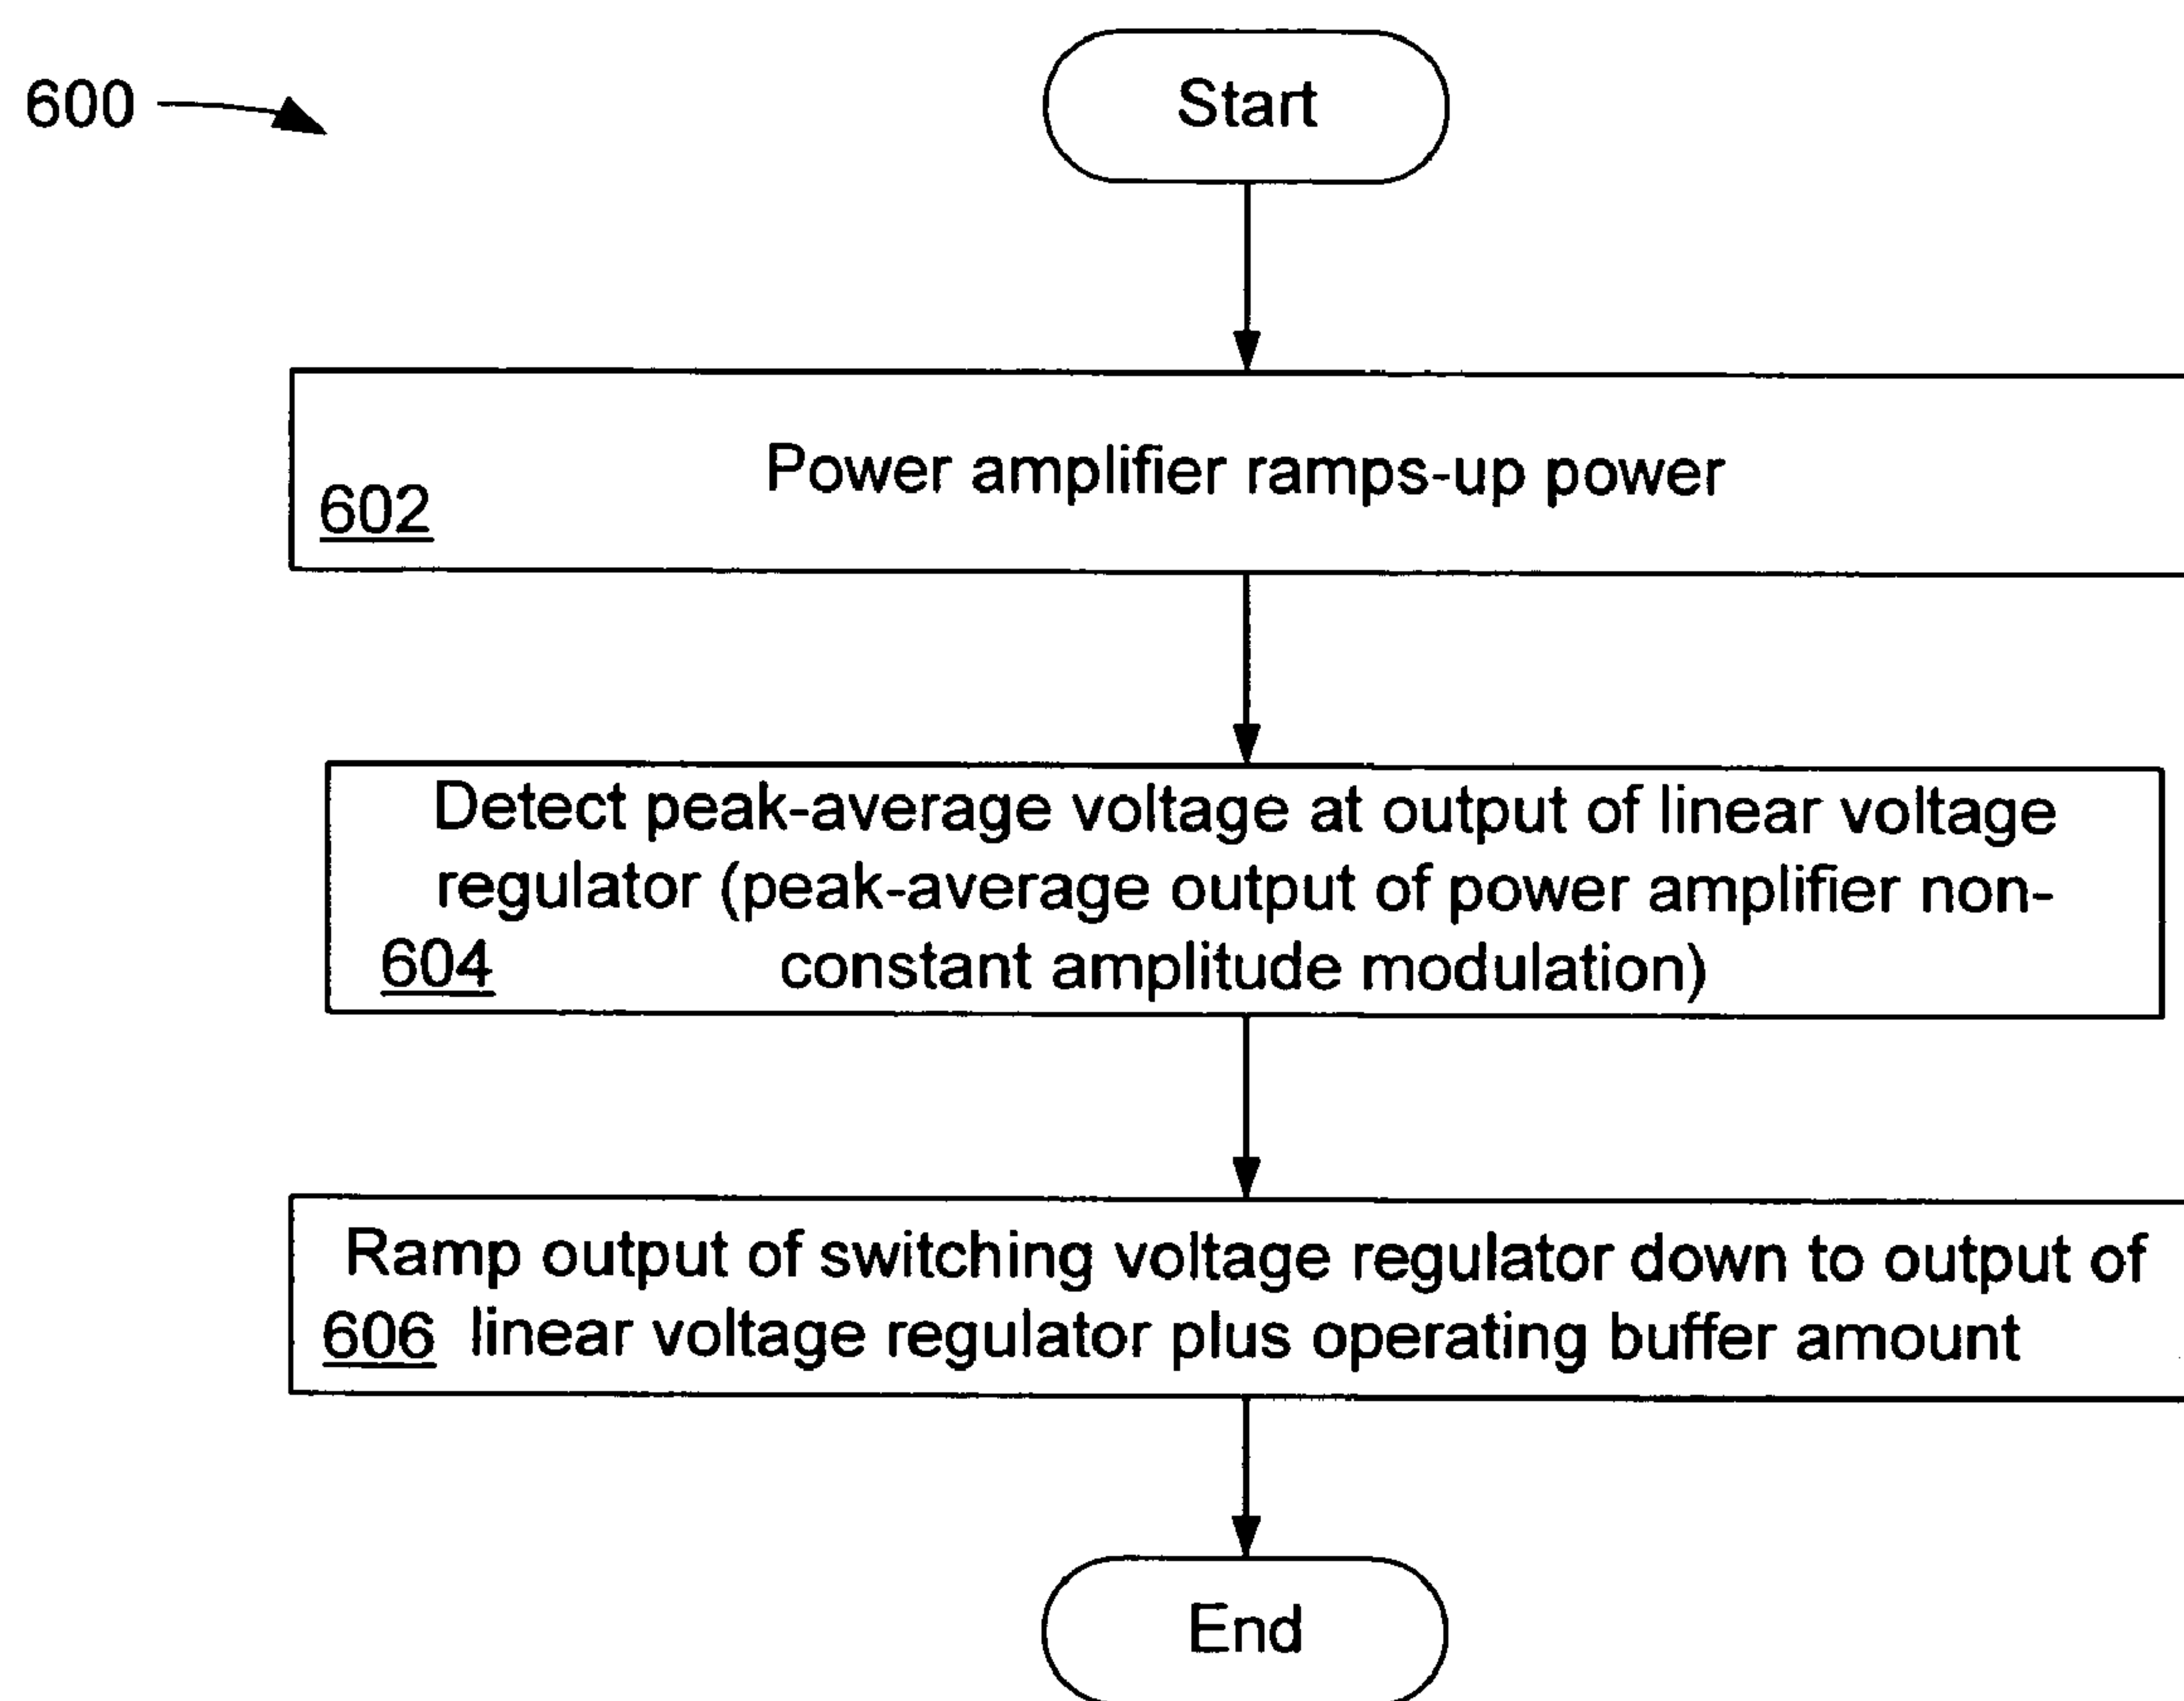 600
Start
Power amplifier ramps-up power
602
Detect peak-average voltage at output of linear voltage
regulator (peak-average output of power amplifier non-
604 constant amplitude modulation)
Ramp output of switching voltage regulator down to output of
606 linear voltage regulator plus operating buffer amount
End